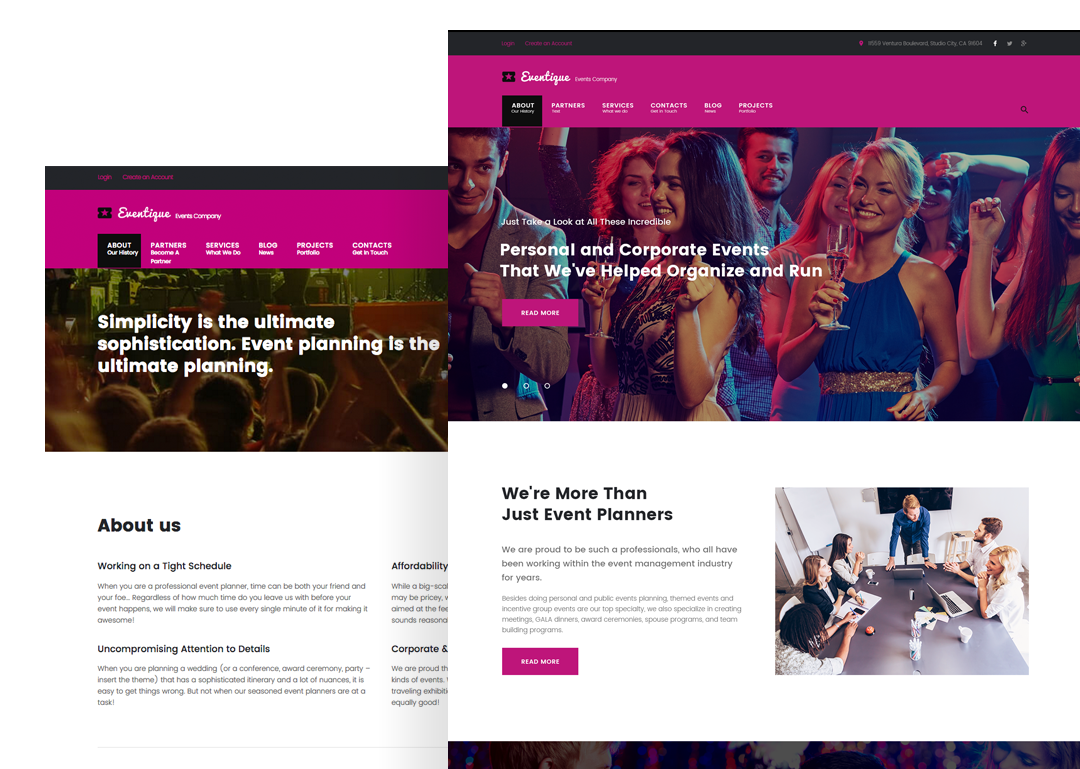 Login Create an Account
Eventique Events Company
ABOUT PARTNERS SERVICES BLOG PROJECTS CONTACTS
Our History Become A What We Do News Portfolio Get In Touch
Partner
Simplicity is the ultimate
sophistication. Event planning is the
ultimate planning.
About us
Working on a Tight Schedule
When you are a professional event planner, time can be both your friend and
your foe... Regardless of how much time do you leave us with before your
event happens, we will make sure to use every single minute of it for making it
awesome!
Uncompromising Attention to Details
When you are planning a wedding (or a conference, award ceremony, party –
insert the theme) that has a sophisticated itinerary and a lot of nuances, it is
easy to get things wrong. But not when our seasoned event planners are at a
task!
Affordability
While a big-scal
may be pricey, w
aimed at the fee
sounds reasonal
Corporate &
We are proud th
kinds of events. 
traveling exhibiti
equally good!
Login Create an Account 9559 Ventura Boulevard, Studio City, CA 91604
Eventique Events Company
ABOUT PARTNERS SERVICES CONTACTS BLOG PROJECTS
Our History Test What we do Get In Touch News Portfolio
Just Take a Look at All These Incredible
Personal and Corporate Events
That We've Helped Organize and Run
READ MORE
We're More Than
Just Event Planners
We are proud to be such a professionals, who all have
been working within the event management industry
for years.
Besides doing personal and public events planning, themed events and
incentive group events are our top specialty, we also specialize in creating
meetings, GALA dinners, award ceremonies, spouse programs, and team
building programs.
READ MORE